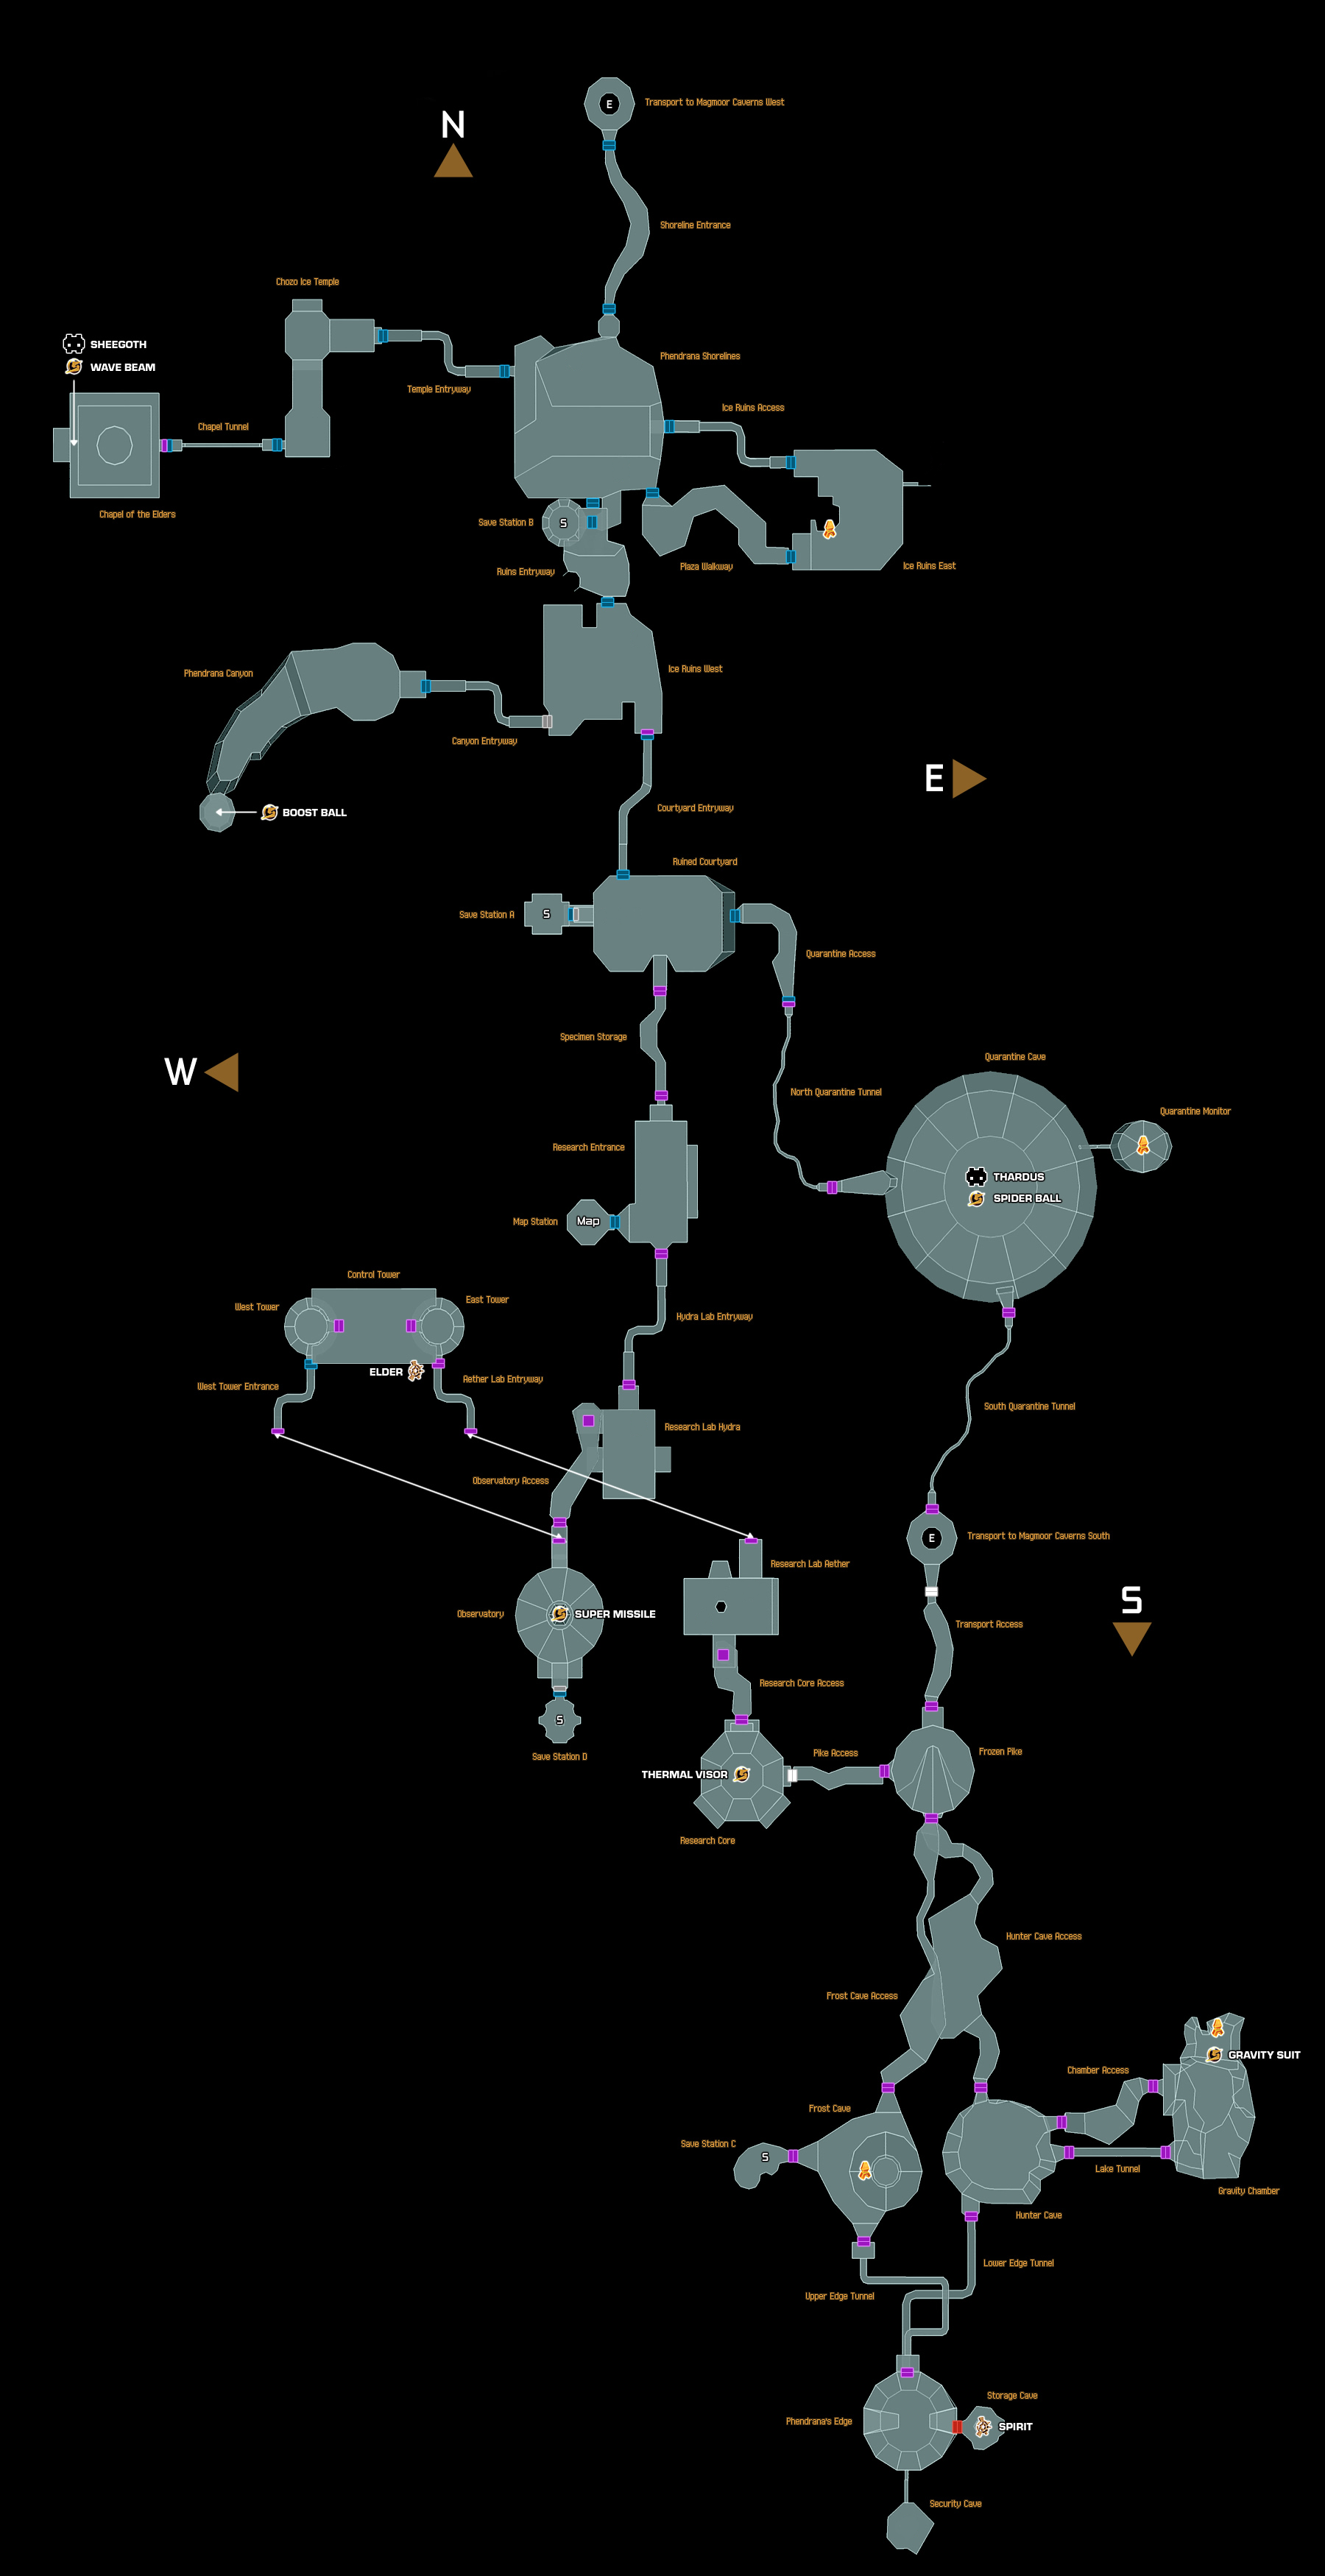 E
Transport to Magmoor Caverns West
N
Shoreline Entrance
Chozo Ice Temple
SHEEGOTH
WAVE BEAM
Phendrana Shorelines
Temple Entryway
Ice Ruins Access
Chapel Tunnel
Chapel of the Elders
Save Station B
S
Plaza Walkway
Ice Ruins East
Ruins Entryway
Phendrana Canyon
Ice Ruins West
Canyon Entryway
E
Courtyard Entryway
BOOST BALL
Ruined Courtyard
Save Station A
S
Quarantine Access
Specimen Storage
Quarantine Cave
W
North Quarantine Tunnel
Quarantine Monitor
Research Entrance
THARDUS
SPIDER BALL
Map Station
Map
Control Tower
West Tower
East Tower
Hydra Lab Entryway
ELDER
Aether Lab Entryway
West Tower Entrance
South Quarantine Tunnel
Research Lab Hydra
Observatory Access
E
Transport to Magmoor Caverns South
Research Lab Aether
S
Observatory
SUPER MISSILE
Transport Access
Research Core Access
S
Save Station D
Pike Access
Frozen Pike
THERMAL VISOR
Research Core
Hunter Cave Access
Frost Cave Access
GRAVITY SUIT
Chamber Access
Frost Cave
Save Station C
S
Lake Tunnel
Gravity Chamber
Hunter Cave
Lower Edge Tunnel
Upper Edge Tunnel
Storage Cave
Phendrana's Edge
SPIRIT
Security Cave